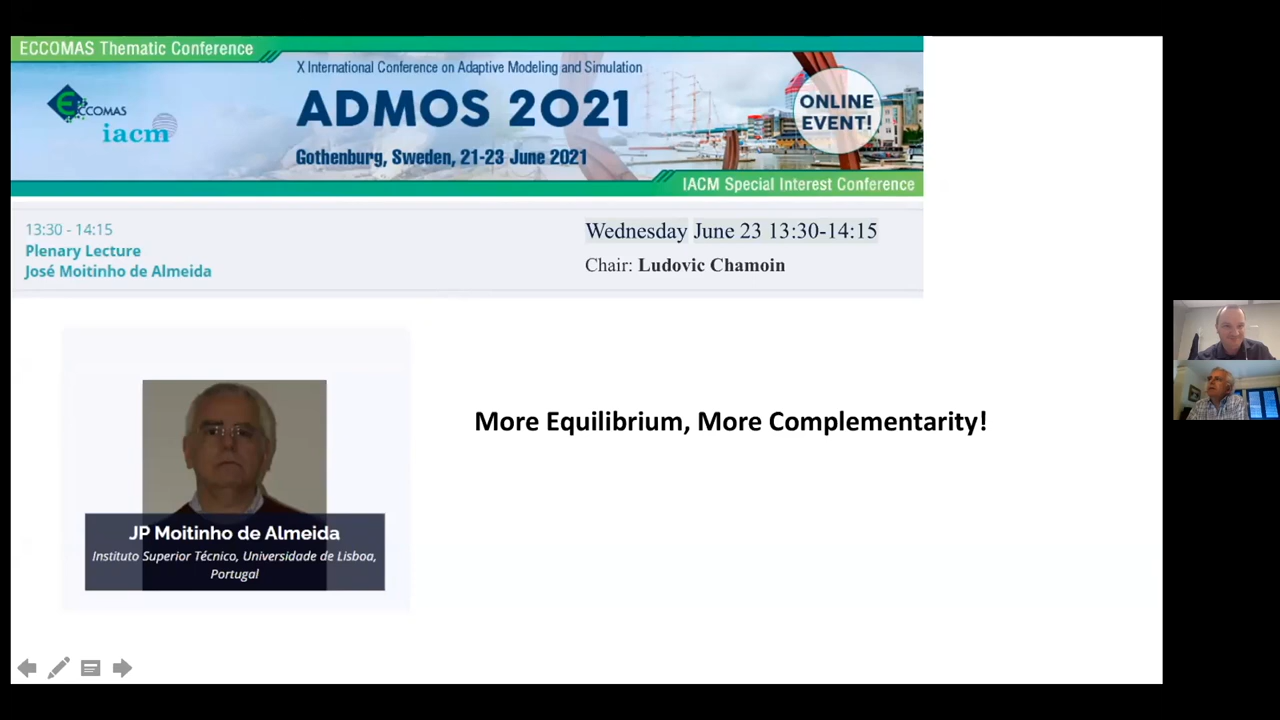 ECCOMAS Thematic Conference
X International Conference on Adaptive Modeling and Simulation
ECCOMAS
iacm
ADMOS 2021
ONLINE
EVENT!
Gothenburg, Sweden, 21-23 June 2021
IACM Special Interest Conference
13:30 - 14:15
Plenary Lecture
José Moitinho de Almeida
Wednesday June 23 13:30-14:15
Chair: Ludovic Chamoin
More Equilibrium, More Complementarity!
JP Moitinho de Almeida
Instituto Superior Técnico, Universidade de Lisboa,
Portugal